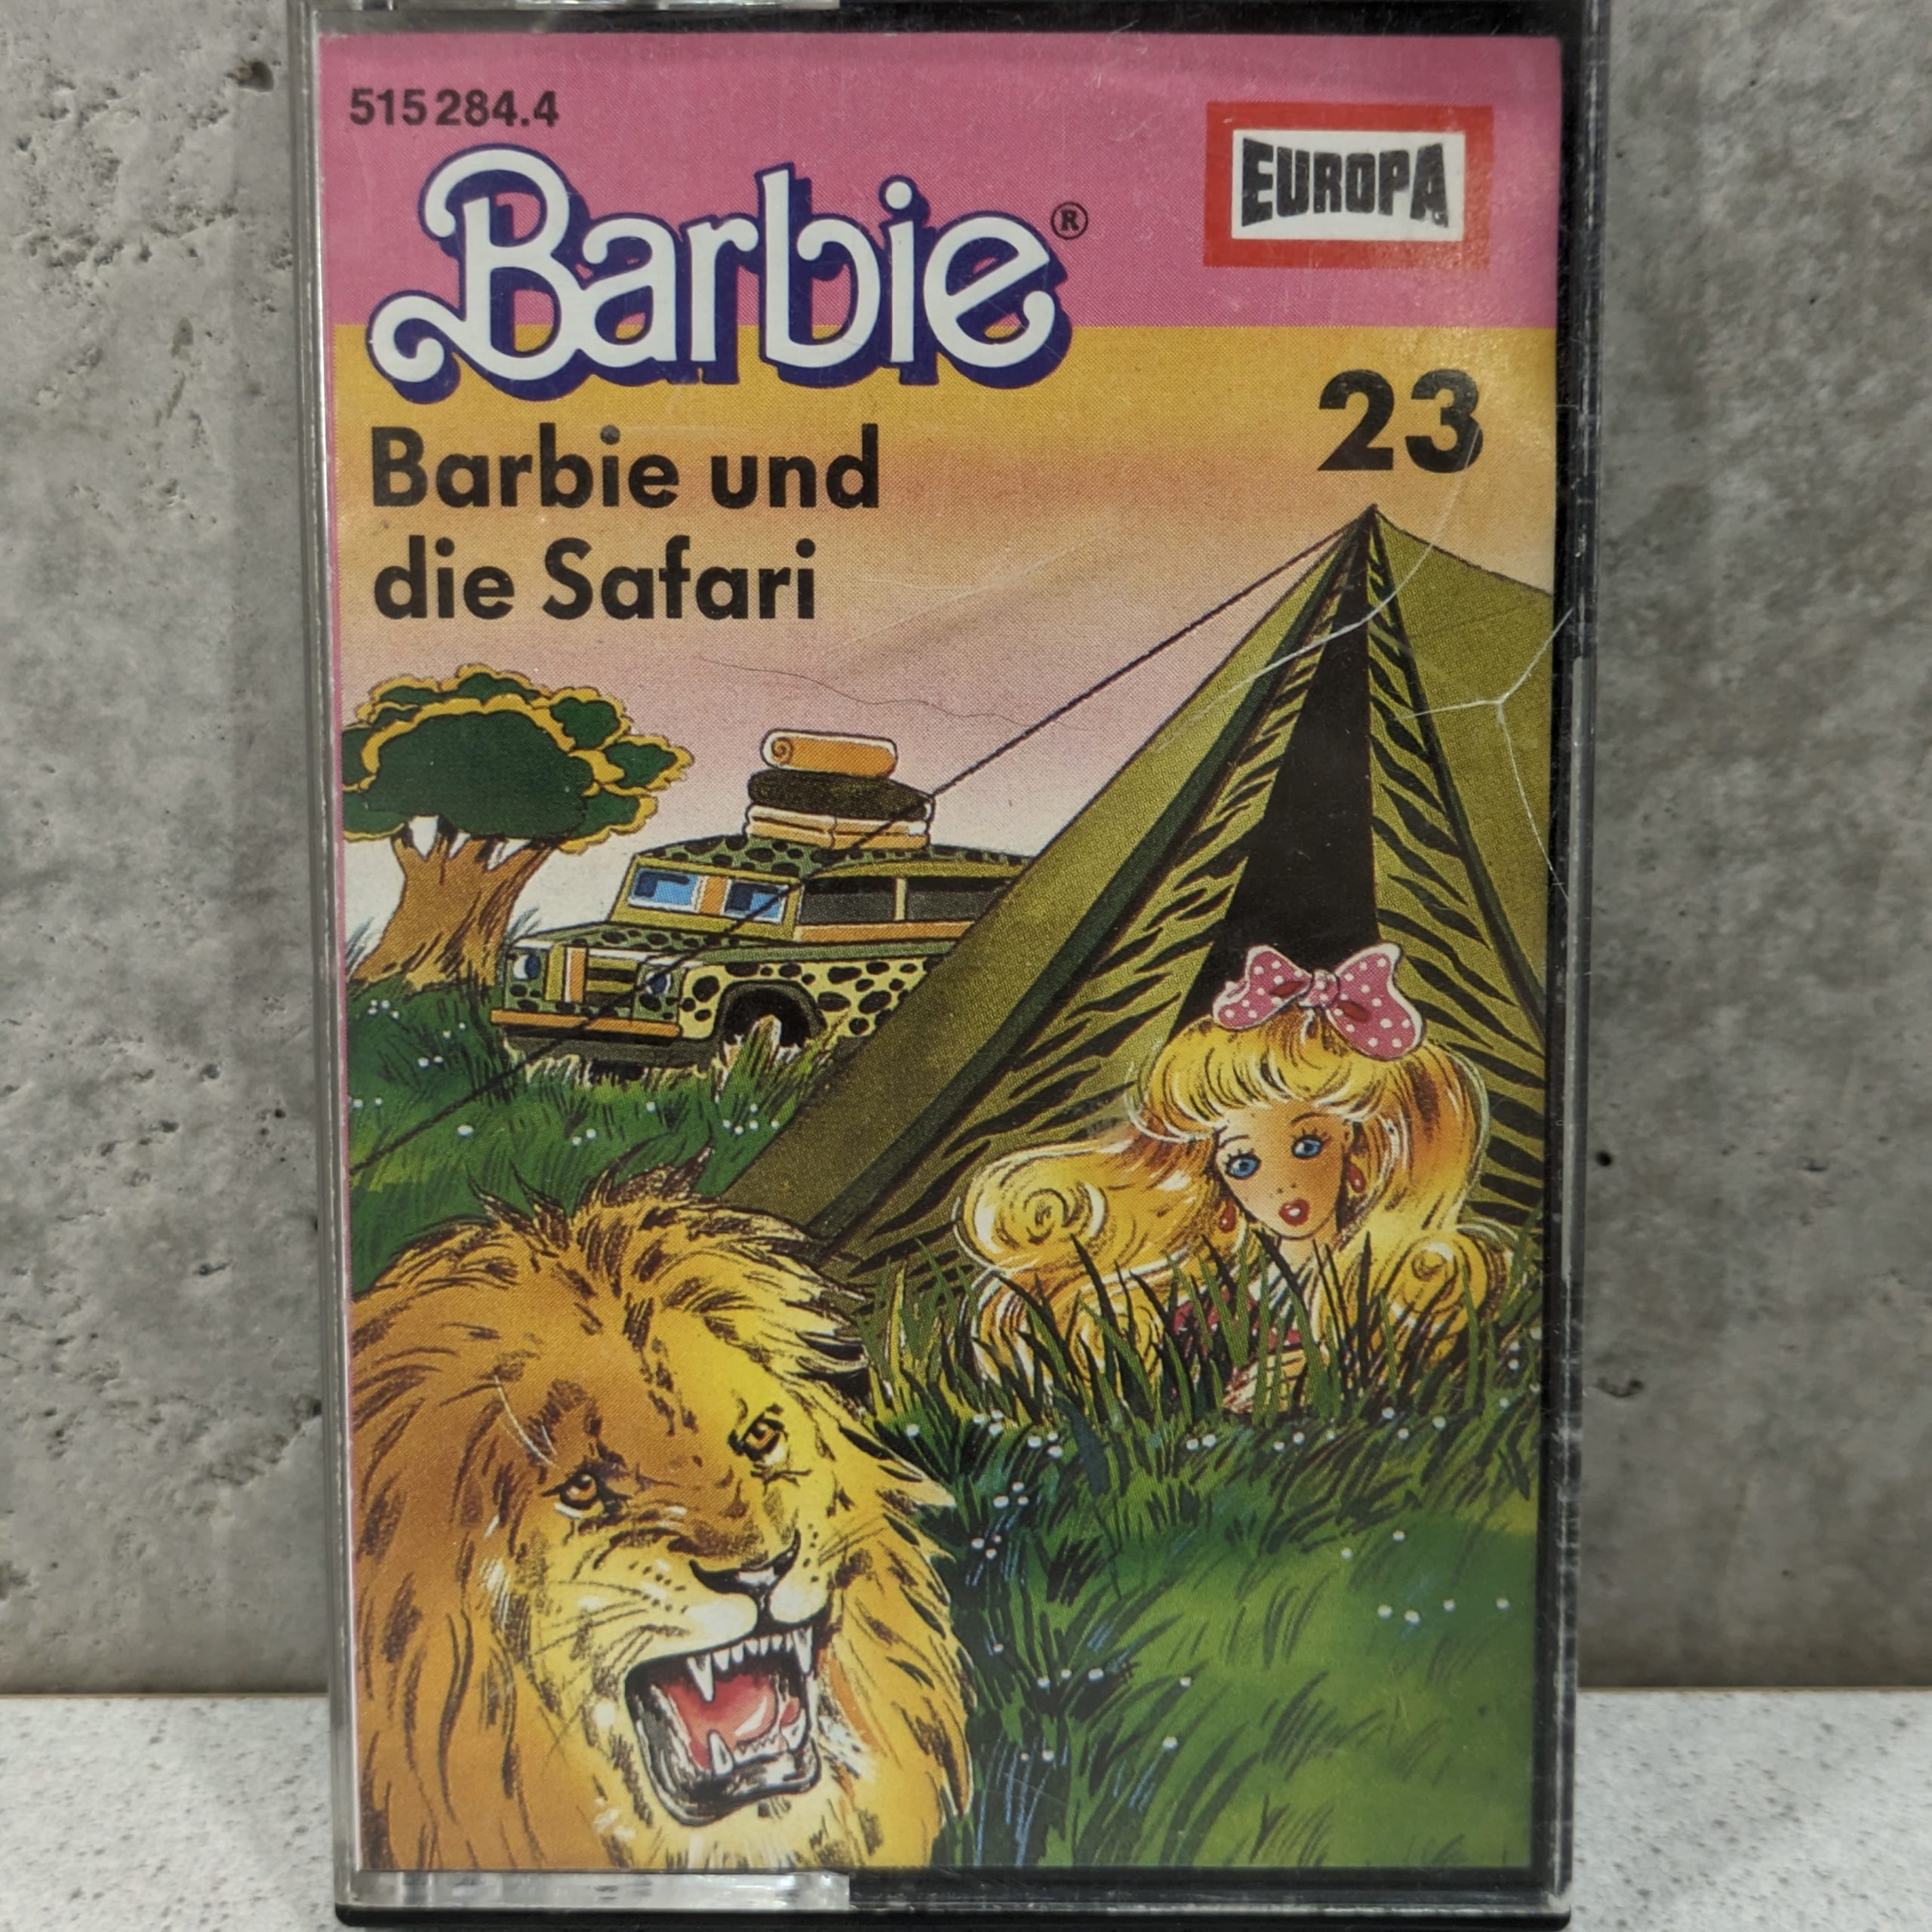 515 284.4
EUROPA
Barbie®
23
Barbie und
die Safari